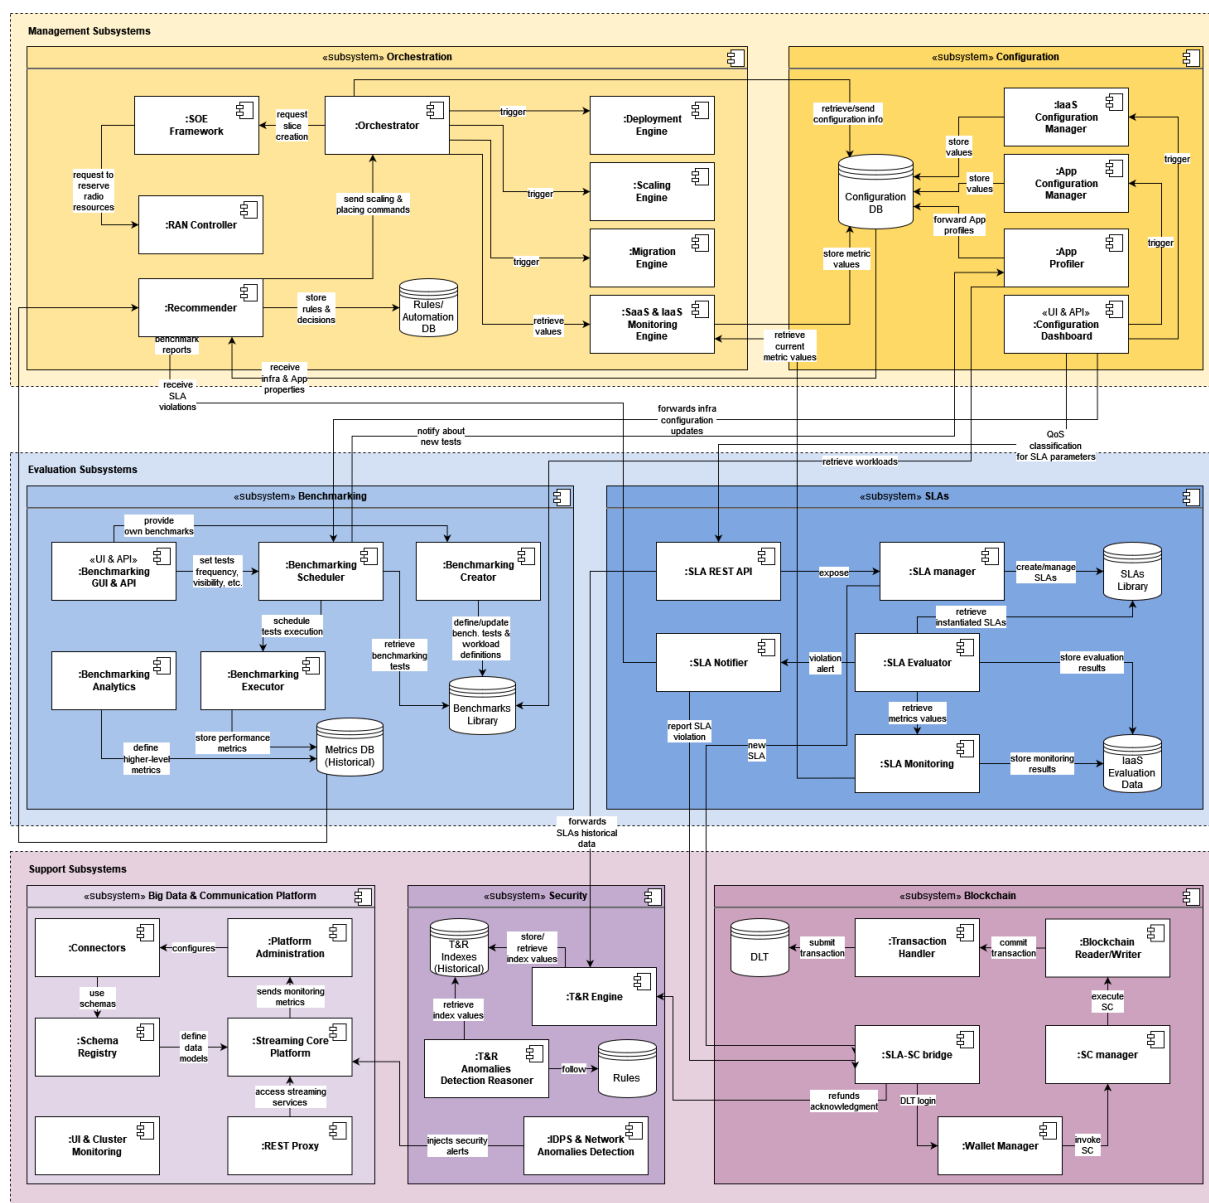 Management Subsystems
«subsystem» Orchestration
:SOE
Framework
request
slice
creation
:Orchestrator
trigger
:Deployment
Engine
request to
reserve
radio
resources
trigger
:Scaling
Engine
send scaling &
placing commands
:RAN Controller
trigger
:Migration
Engine
:Recommender
store
rules &
decisions
Rules/
Automation
DB
retrieve
values
:SaaS & IaaS
Monitoring
Engine
benchmark
reports
receive
SLA
violations
receive
infra & App
properties
«subsystem» Configuration
retrieve/send
configuration info
:IaaS
Configuration
Manager
store
values
trigger
Configuration
DB
store
values
:App
Configuration
Manager
forward App
profiles
trigger
store metric
values
:App
Profiler
«UI & API»
:Configuration
Dashboard
retrieve
current
metric values
forwards infra
configuration
updates
notify about
new tests
QoS
classification
for SLA parameters
retrieve workloads
Evaluation Subsystems
«subsystem» Benchmarking
provide
own benchmarks
«UI & API»
:Benchmarking
GUI & API
set tests
frequency,
visibility, etc.
:Benchmarking
Scheduler
:Benchmarking
Creator
schedule
tests execution
define/update
bench. tests &
workload
definitions
retrieve
benchmarking
tests
:Benchmarking
Analytics
:Benchmarking
Executor
Benchmarks
Library
store performance
metrics
define
higher-level
metrics
Metrics DB
(Historical)
«subsystem» SLAs
:SLA REST API
expose
:SLA manager
create/manage
SLAs
SLAs
Library
retrieve
instantiated SLAs
:SLA Notifier
violation
alert
:SLA Evaluator
store evaluation
results
retrieve
metrics values
report SLA
violation
new
SLA
:SLA Monitoring
store monitoring
results
IaaS
Evaluation
Data
forwards
SLAs historical
data
Support Subsystems
«subsystem» Big Data & Communication Platform
:Connectors
configures
:Platform
Administration
use
schemas
sends monitoring
metrics
:Schema
Registry
define
data
models
:Streaming Core
Platform
access streaming
services
:UI & Cluster
Monitoring
:REST Proxy
«subsystem» Security
T&R
Indexes
(Historical)
store/
retrieve
index values
:T&R Engine
retrieve
index values
:T&R
Anomalies
Detection Reasoner
follow
Rules
injects security
alerts
:IDPS & Network
Anomalies Detection
«subsystem» Blockchain
DLT
submit
transaction
:Transaction
Handler
commit
transaction
:Blockchain
Reader/Writer
execute
SC
:SLA-SC bridge
:SC manager
refunds
acknowledgment
DLT login
:Wallet Manager
invoke
SC